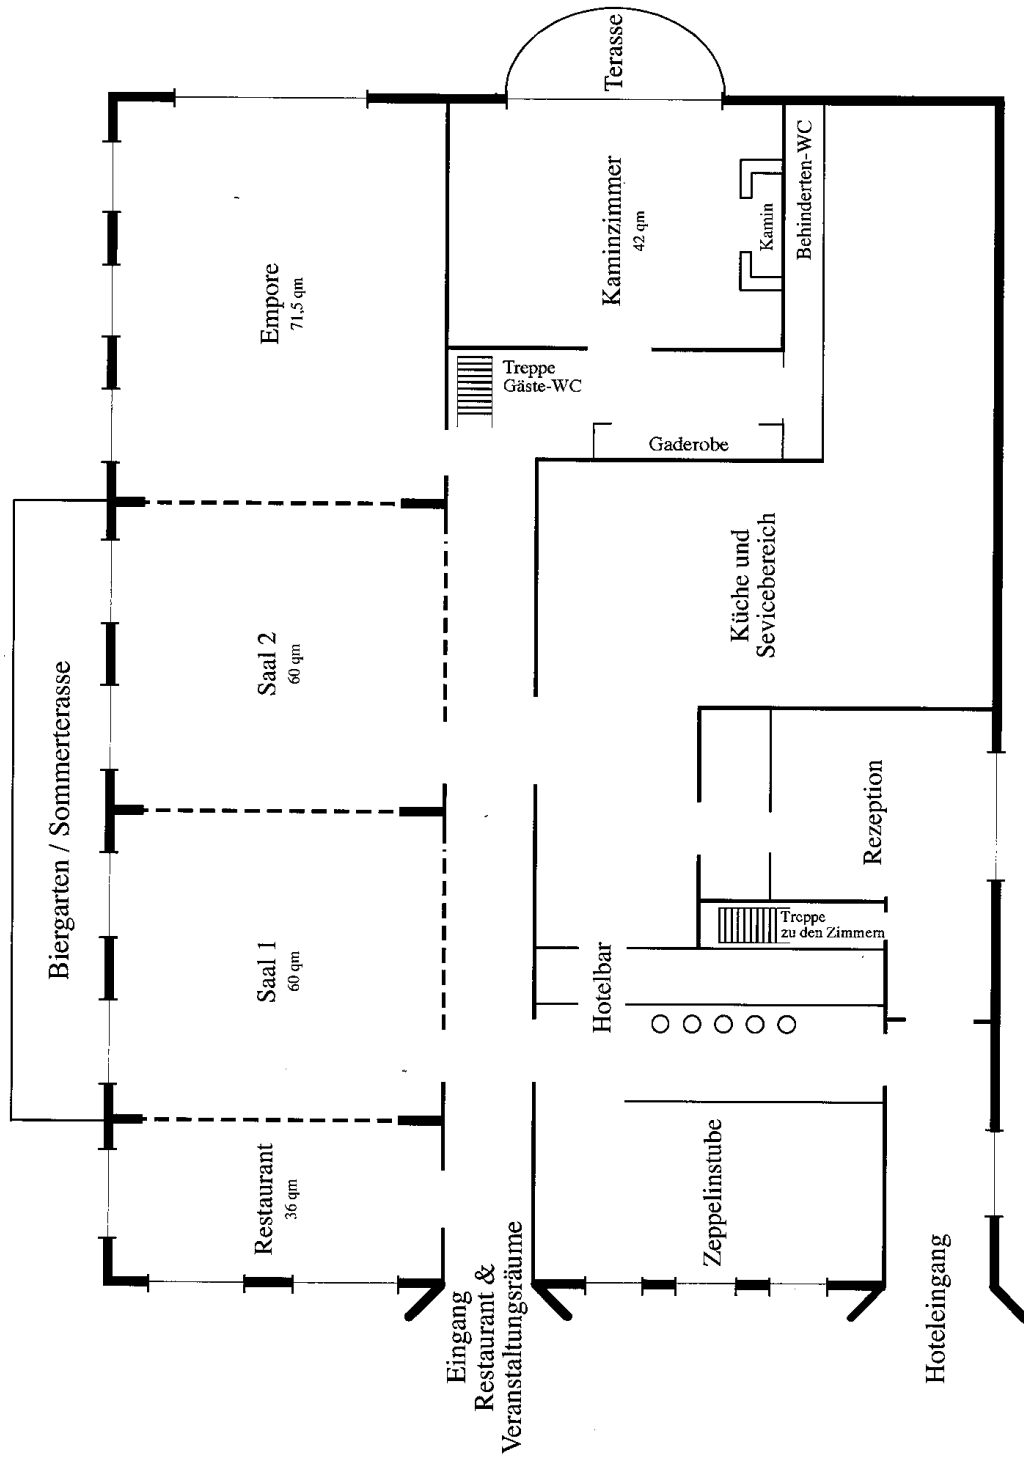 Biergarten / Sommerterasse
Restaurant
36 qm
Saal 1
60 qm
Saal 2
60 qm
Empore
71,5 qm
Eingang
Restaurant &
Veranstaltungsräume
Treppe
Gäste-WC
Kaminzimmer
42 qm
Terasse
Kamin
Behinderten-WC
Gaderobe
Küche und
Sevicebereich
Hotelbar
Zeppelinstube
Treppe
zu den Zimmern
Rezeption
Hoteleingang